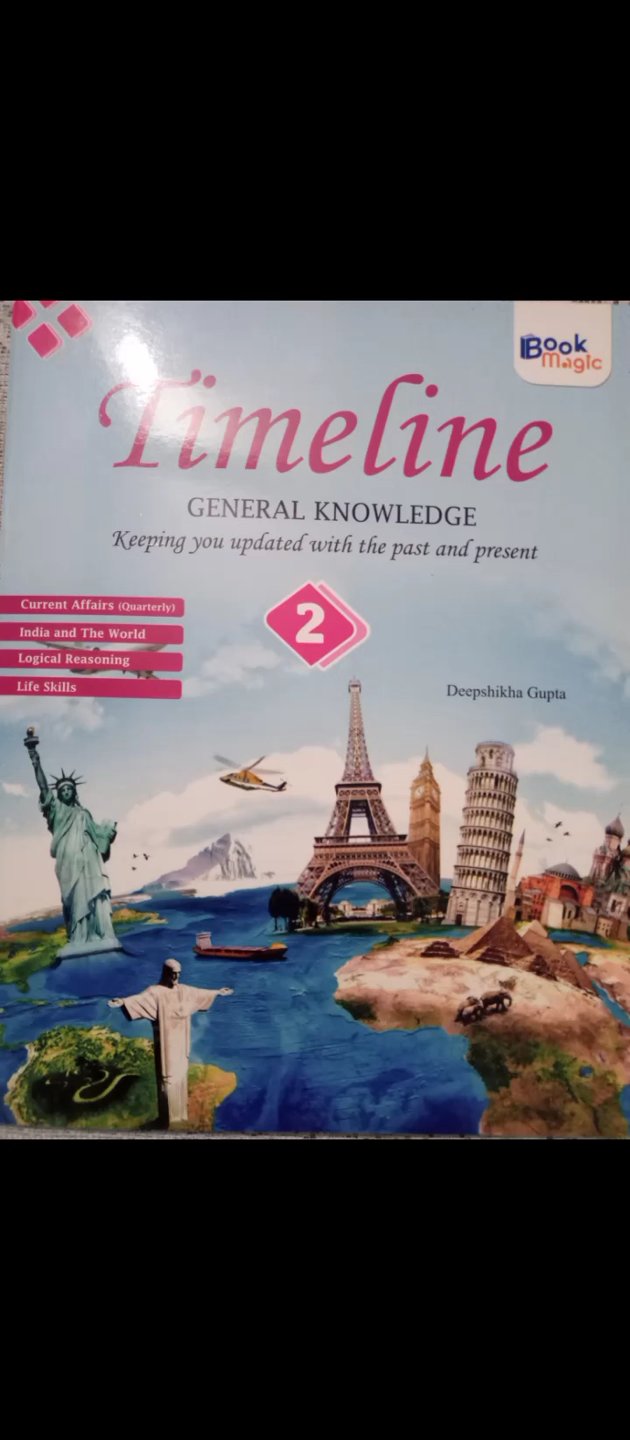 Book
Magic
Timeline
GENERAL KNOWLEDGE
Keeping you updated with the past and present
2
Current Affairs (Quarterly)
India and The World
Logical Reasoning
Life Skills
Deepshikha Gupta